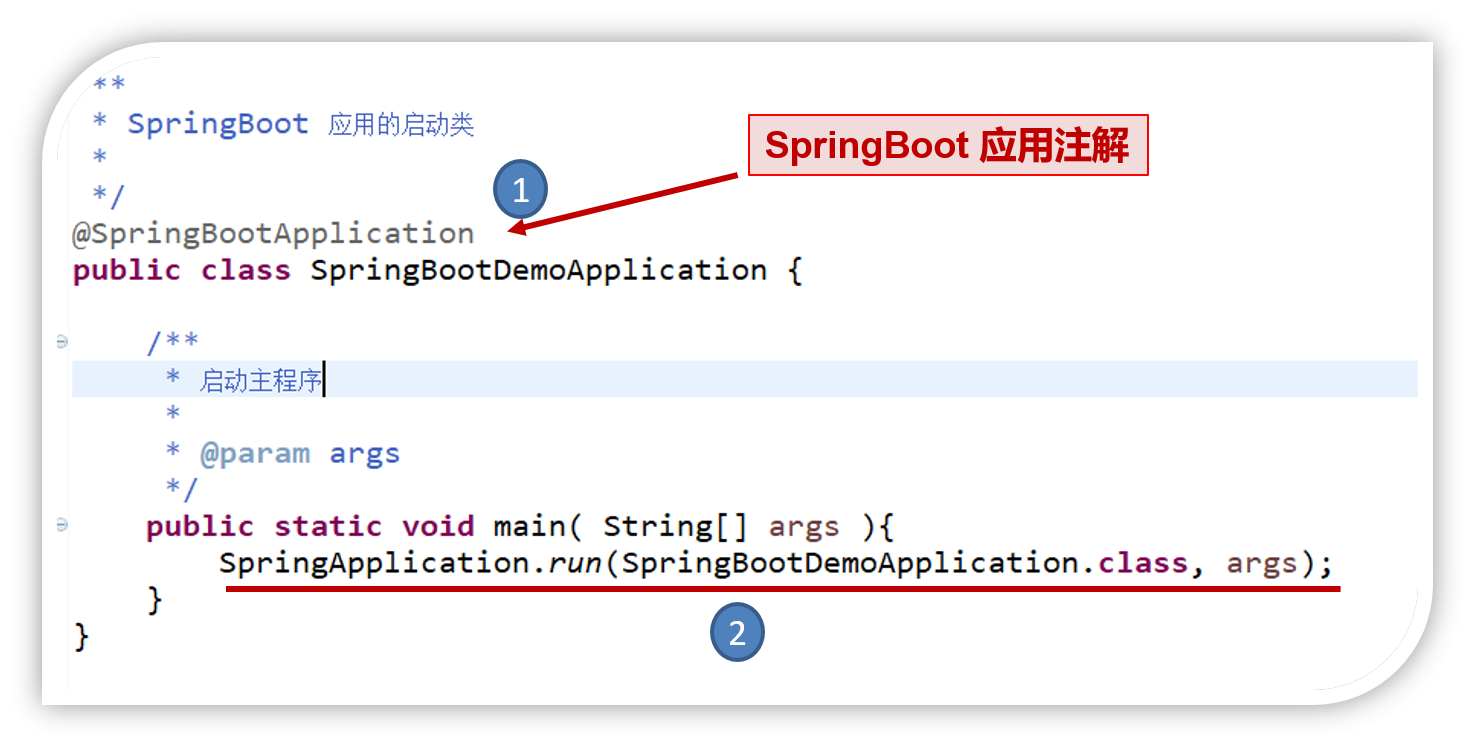 **
* SpringBoot 应用的启动类
*
*/
SpringBoot 应用注解
1
@SpringBootApplication
public class SpringBootDemoApplication {
/**
* 启动主程序
*
* @param args
*/
public static void main( String[] args ){
SpringApplication.run(SpringBootDemoApplication.class, args);
}
2
}